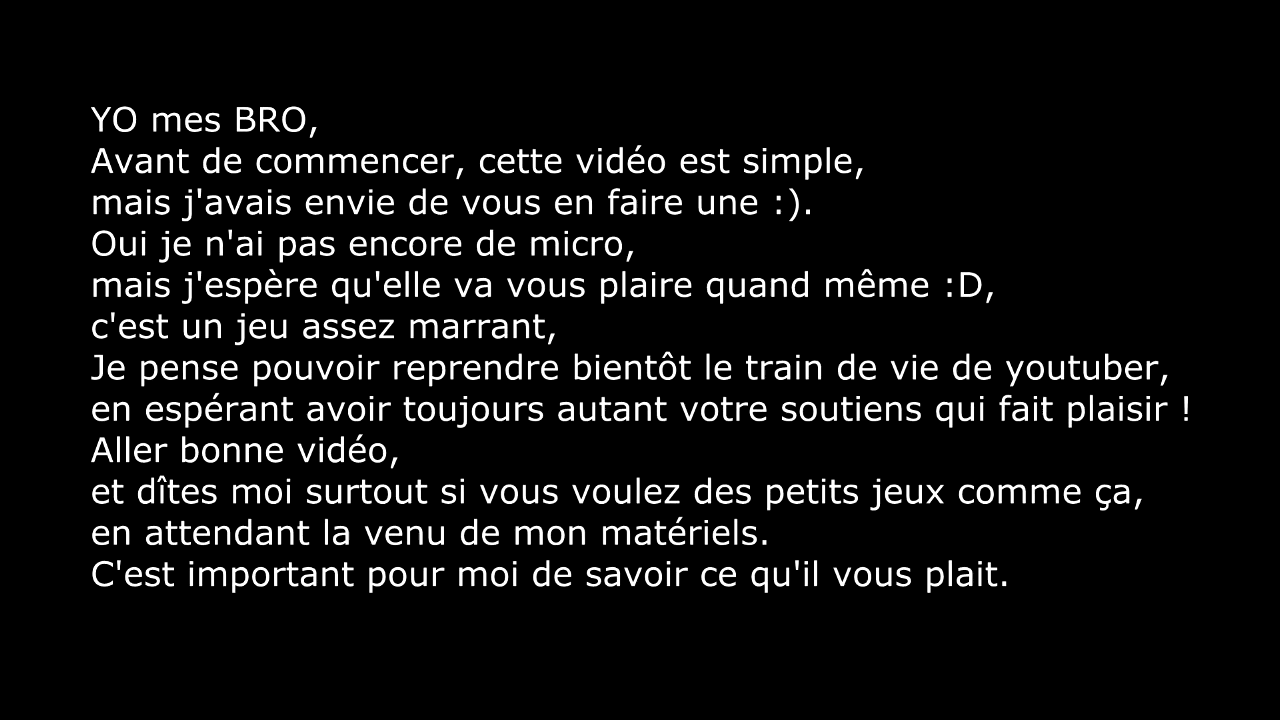 YO mes BRO,
Avant de commencer, cette vidéo est simple,
mais j'avais envie de vous en faire une :).
Oui je n'ai pas encore de micro,
mais j'espère qu'elle va vous plaire quand même :D,
c'est un jeu assez marrant,
Je pense pouvoir reprendre bientôt le train de vie de youtuber,
en espérant avoir toujours autant votre soutiens qui fait plaisir !
Aller bonne vidéo,
et dîtes moi surtout si vous voulez des petits jeux comme ça,
en attendant la venu de mon matériels.
C'est important pour moi de savoir ce qu'il vous plait.